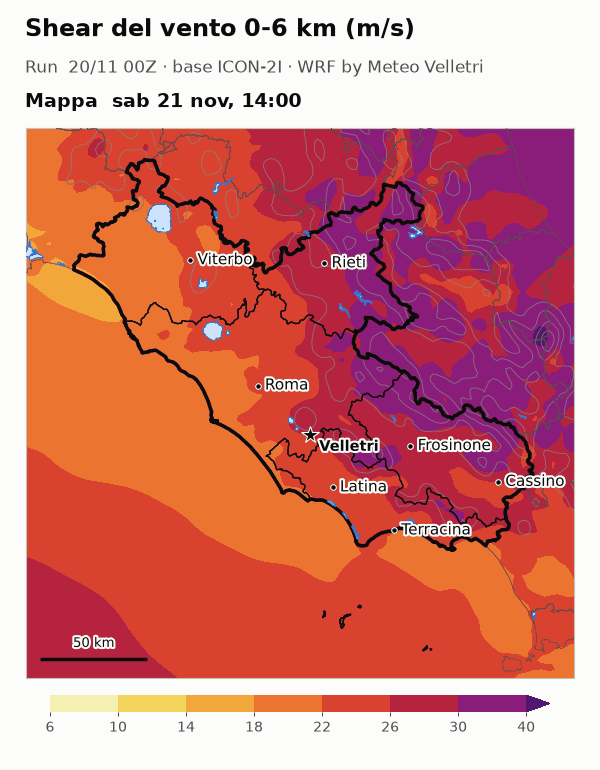 Shear del vento 0-6 km (m/s)
Run  20/11 00Z · base ICON-2I · WRF by Meteo Velletri
Mappa  sab 21 nov, 14:00
Viterbo
Rieti
Roma
Velletri
Frosinone
Latina
Cassino
Terracina
50 km
6 10 14 18 22 26 30 40